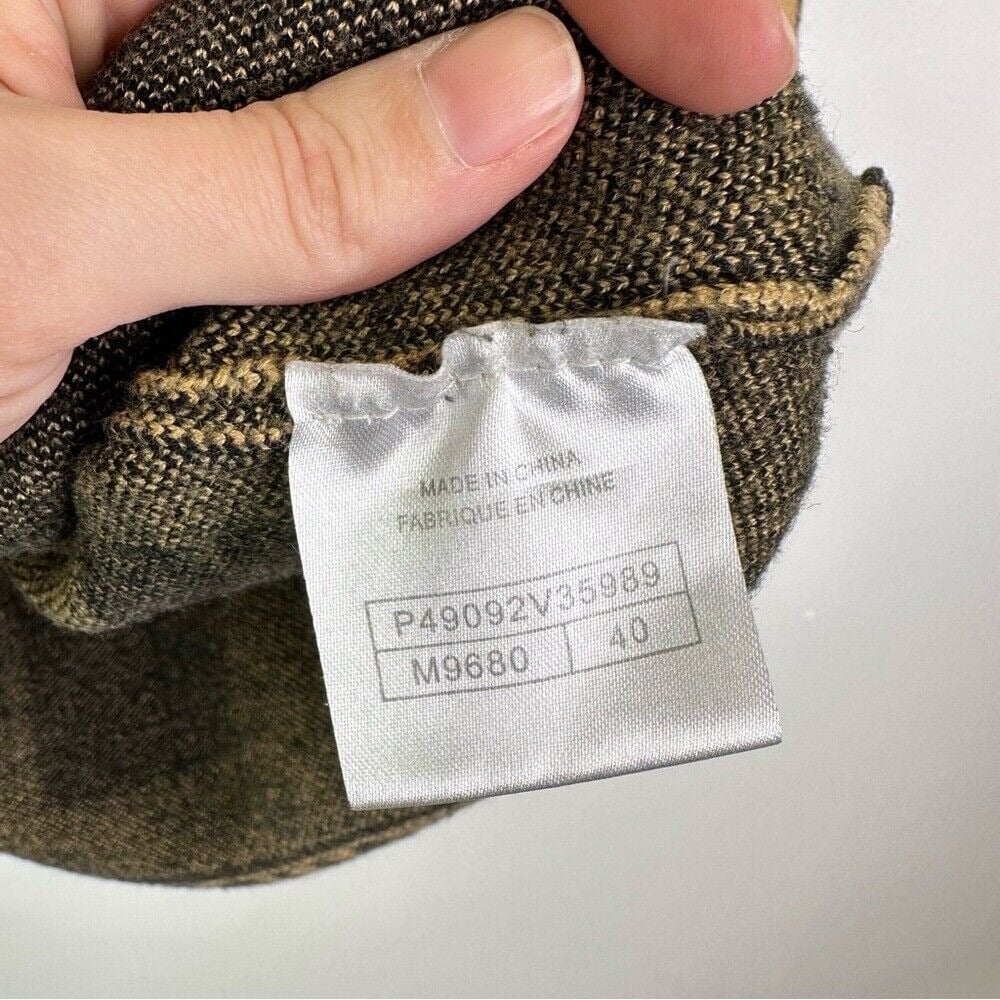 MADE IN CHINA
FABRIQUE EN CHINE
P49092V35989
M9680 40